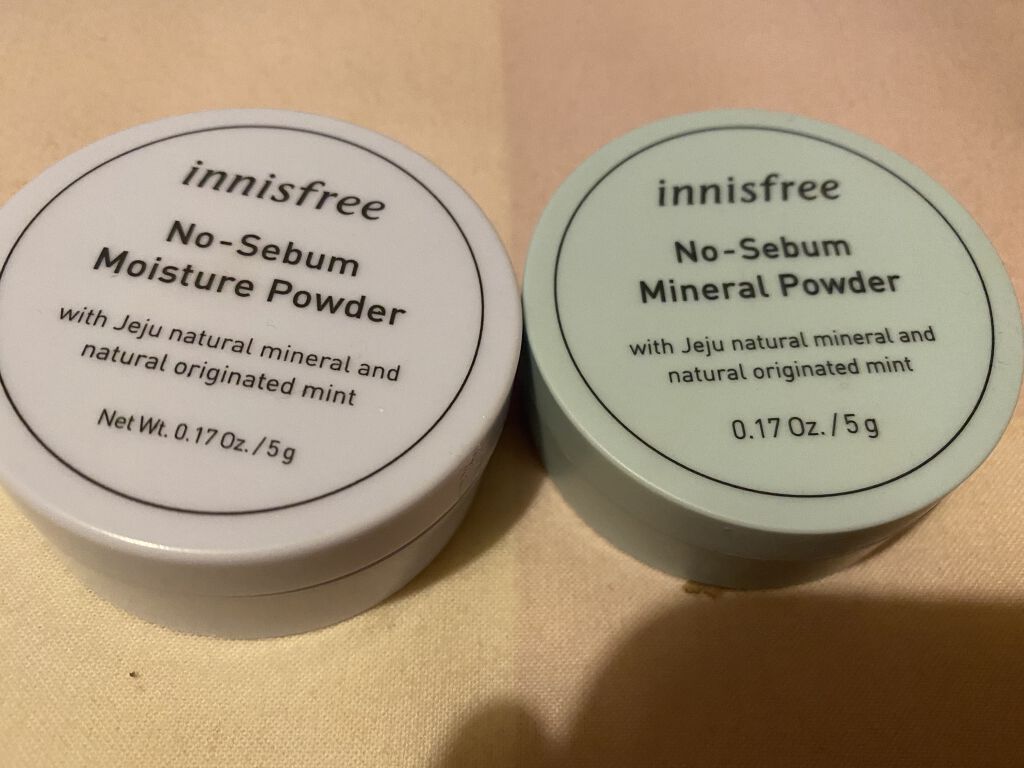 innisfree
No-Sebum
Moisture Powder
with Jeju natural mineral and
natural originated mint
Net Wt. 0.17 Oz. / 5 g
innisfree
No-Sebum
Mineral Powder
with Jeju natural mineral and
natural originated mint
0.17 Oz. / 5 g